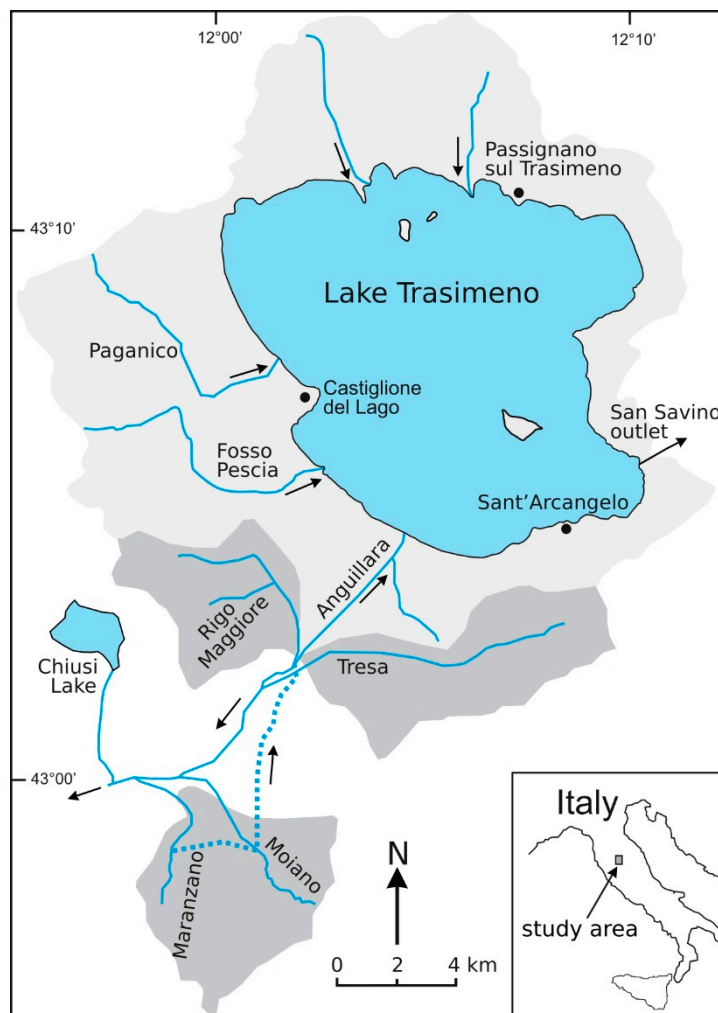 12°00'
12°10'
Passignano
sul Trasimeno
43°10'
Lake Trasimeno
Paganico
Castiglione
del Lago
San Savino
outlet
Fosso
Pescia
Sant'Arcangelo
Anguillara
Rigo
Maggiore
Chiusi
Lake
Tresa
43°00'
Maranzano
Moiano
N
0 2 4 km
Italy
study area